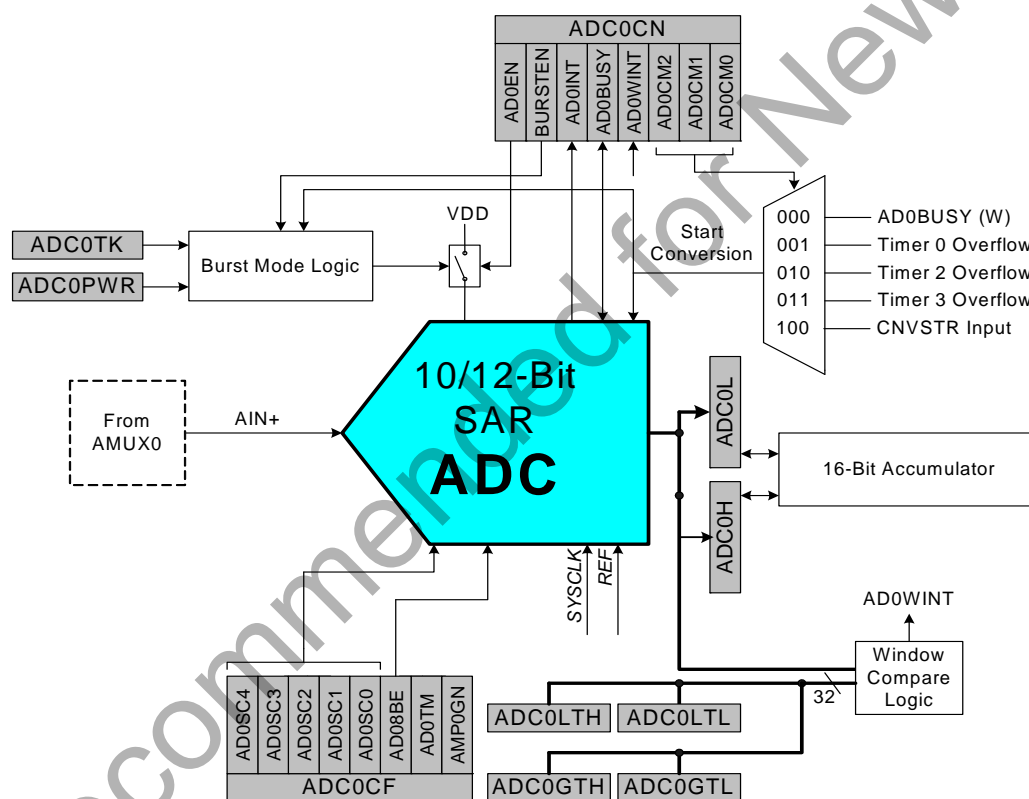 ADC0CN
AD0EN
BURSTEN
AD0INT
AD0BUSY
AD0WINT
AD0CM2
AD0CM1
AD0CM0
VDD
ADC0TK
ADC0PWR
Burst Mode Logic
Start
Conversion
000
001
010
011
100
AD0BUSY (W)
Timer 0 Overflow
Timer 2 Overflow
Timer 3 Overflow
CNVSTR Input
From
AMUX0
AIN+
10/12-Bit
SAR
ADC
ADC0L
ADC0H
16-Bit Accumulator
SYSCLK
REF
AD0WINT
Window
Compare
Logic
32
AD0SC4
AD0SC3
AD0SC2
AD0SC1
AD0SC0
AD08BE
AD0TM
AMP0GN
ADC0CF
ADC0LTH
ADC0LTL
ADC0GTH
ADC0GTL
commended for New